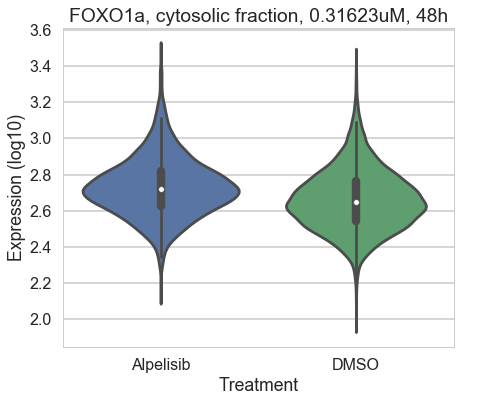 FOXO1a, cytosolic fraction, 0.31623uM, 48h
Expression (log10)
3.6
3.4
3.2
3.0
2.8
2.6
2.4
2.2
2.0
Alpelisib
DMSO
Treatment